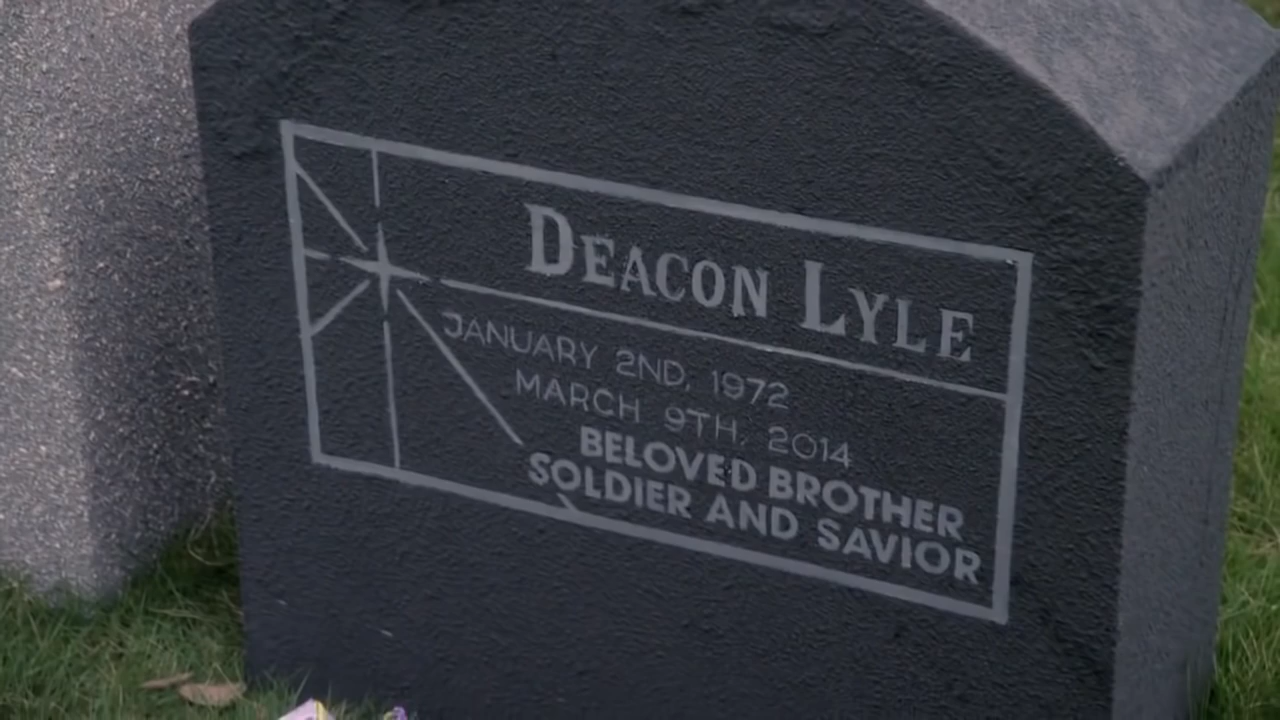 DEACON LYLE
JANUARY 2ND, 1972
MARCH 9TH, 2014
BELOVED BROTHER
SOLDIER AND SAVIOR